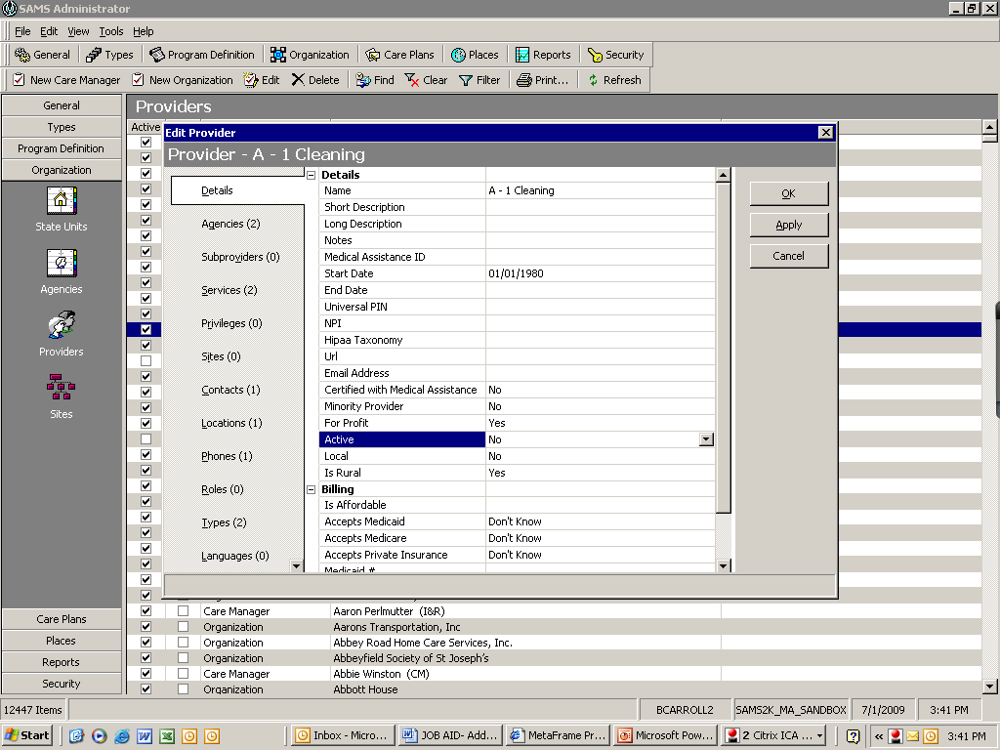 SAMS Administrator
File Edit View Tools Help
General Types Program Definition Organization Care Plans Places Reports Security
New Care Manager New Organization Edit Delete Find Clear Filter Print... Refresh
General
Types
Program Definition
Organization
State Units
Agencies
Providers
Sites
Care Plans
Places
Reports
Security
Providers
Active
Edit Provider
Provider - A - 1 Cleaning
Details
Agencies (2)
Subproviders (0)
Services (2)
Privileges (0)
Sites (0)
Contacts (1)
Locations (1)
Phones (1)
Roles (0)
Types (2)
Languages (0)
Details
Name A - 1 Cleaning
Short Description
Long Description
Notes
Medical Assistance ID
Start Date 01/01/1980
End Date
Universal PIN
NPI
Hipaa Taxonomy
Url
Email Address
Certified with Medical Assistance No
Minority Provider No
For Profit Yes
Active No
Local No
Is Rural Yes
Billing
Is Affordable
Accepts Medicaid Don't Know
Accepts Medicare Don't Know
Accepts Private Insurance Don't Know
Medicaid #
OK
Apply
Cancel
Care Manager Aaron Perlmutter (I&R)
Organization Aarons Transportation, Inc
Organization Abbey Road Home Care Services, Inc.
Organization Abbeyfield Society of St Joseph's
Care Manager Abbie Winston (CM)
Organization Abbott House
12447 Items BCARROLL2 SAMS2K_MA_SANDBOX 7/1/2009 3:41 PM
Start Inbox - Micro... JOB AID- Add... MetaFrame Pr... Microsoft Pow... 2 Citrix ICA ... 3:41 PM